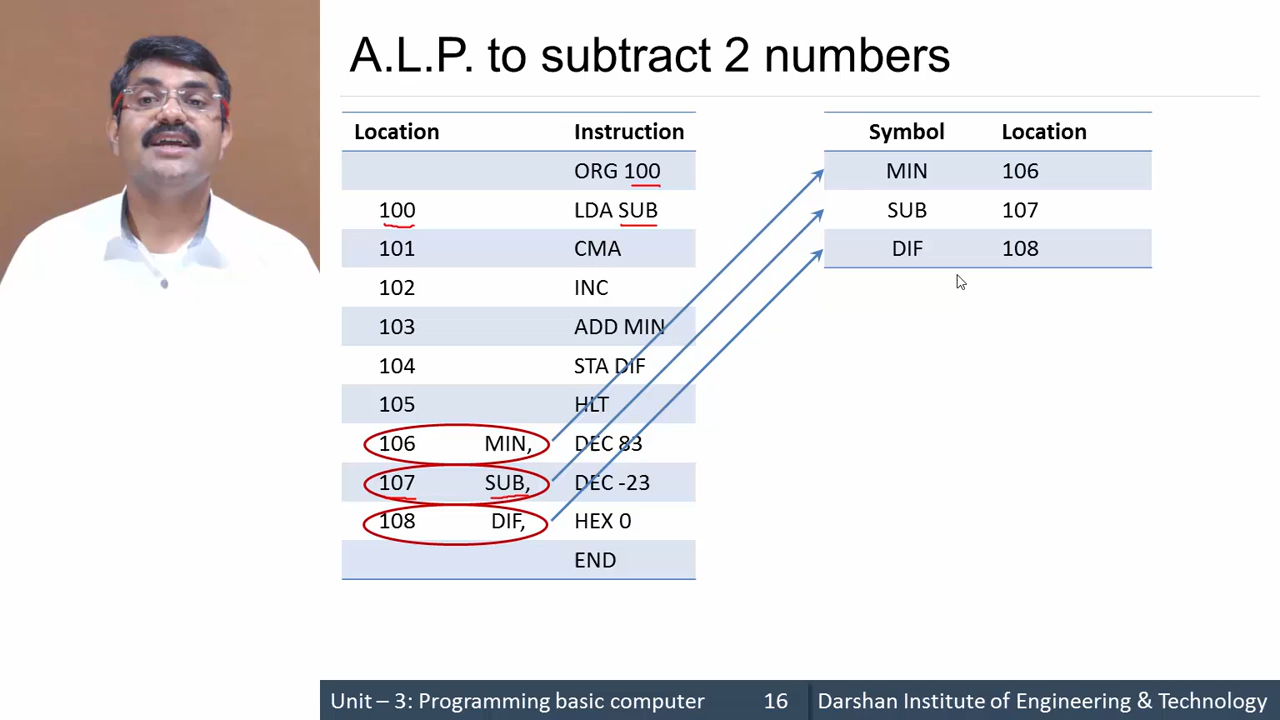 A.L.P. to subtract 2 numbers
Location Instruction
ORG 100
100 LDA SUB
101 CMA
102 INC
103 ADD MIN
104 STA DIF
105 HLT
106 MIN, DEC 83
107 SUB, DEC -23
108 DIF, HEX 0
END
Symbol Location
MIN 106
SUB 107
DIF 108
Unit – 3: Programming basic computer 16 Darshan Institute of Engineering & Technology